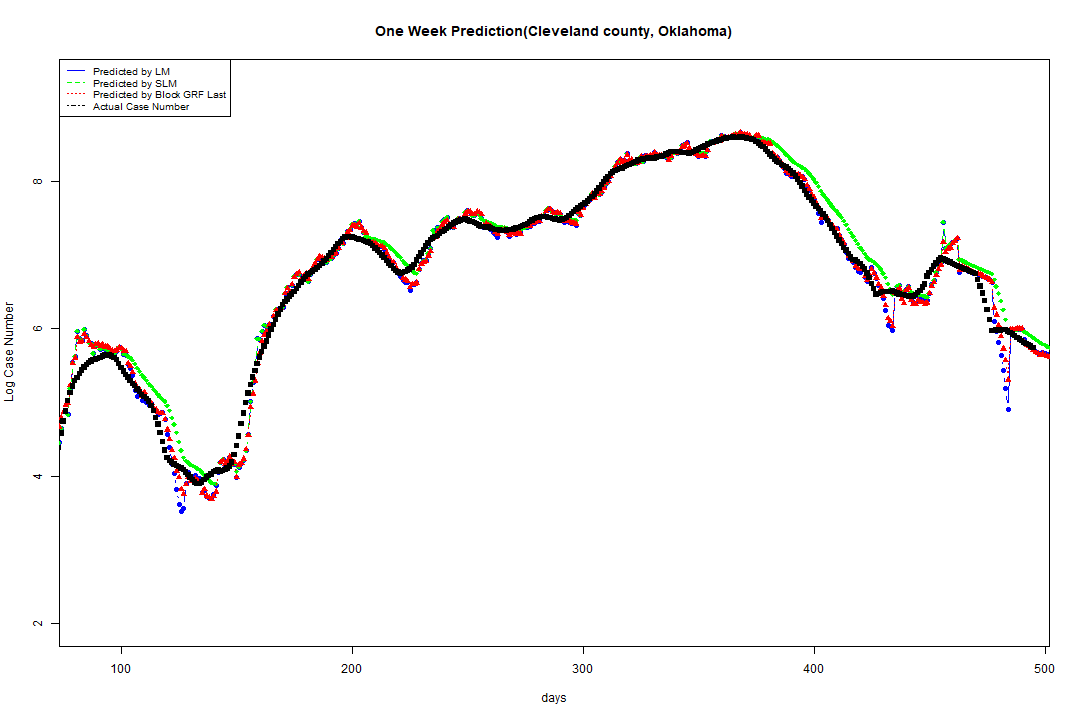 One Week Prediction(Cleveland county, Oklahoma)
Predicted by LM
Predicted by SLM
Predicted by Block GRF Last
Actual Case Number
Log Case Number
8
6
4
2
100
200
300
400
500
days